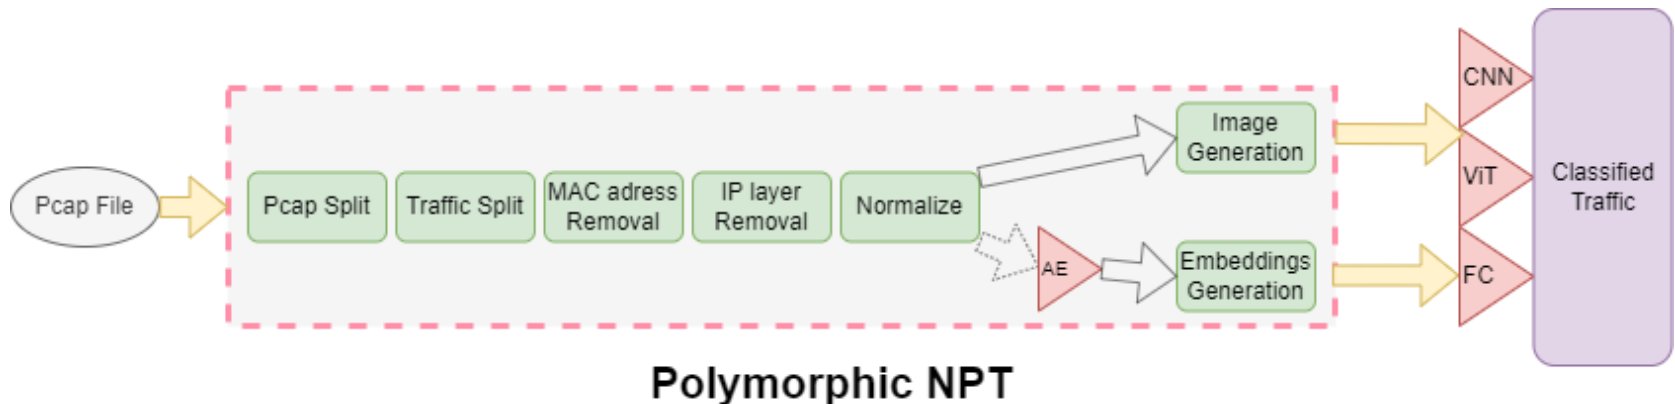 Pcap File
Pcap Split
Traffic Split
MAC adress
Removal
IP layer
Removal
Normalize
Image
Generation
AE
Embeddings
Generation
CNN
ViT
FC
Classified
Traffic
Polymorphic NPT